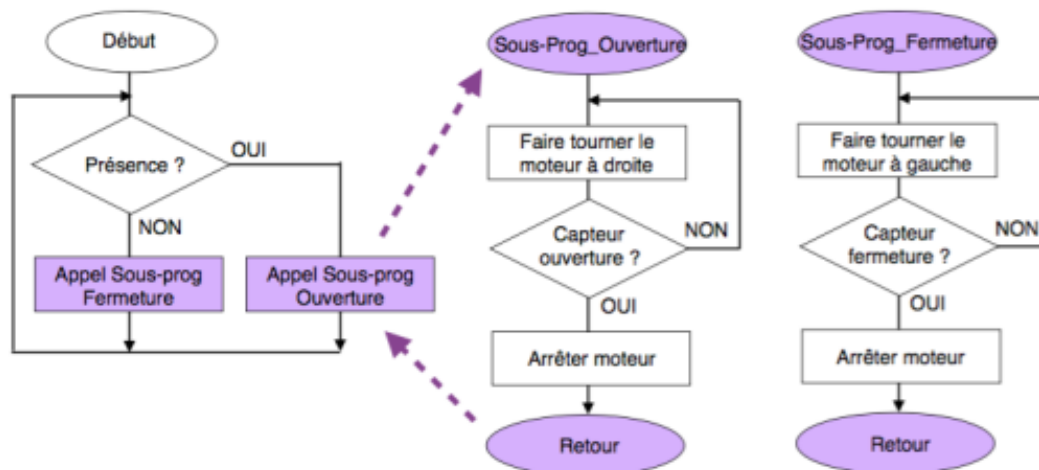 Début
Présence ?
OUI
NON
Appel Sous-prog
Fermeture
Appel Sous-prog
Ouverture
Sous-Prog_Ouverture
Faire tourner le
moteur à droite
Capteur
ouverture ?
NON
OUI
Arrêter moteur
Retour
Sous-Prog_Fermeture
Faire tourner le
moteur à gauche
Capteur
fermeture ?
NON
OUI
Arrêter moteur
Retour